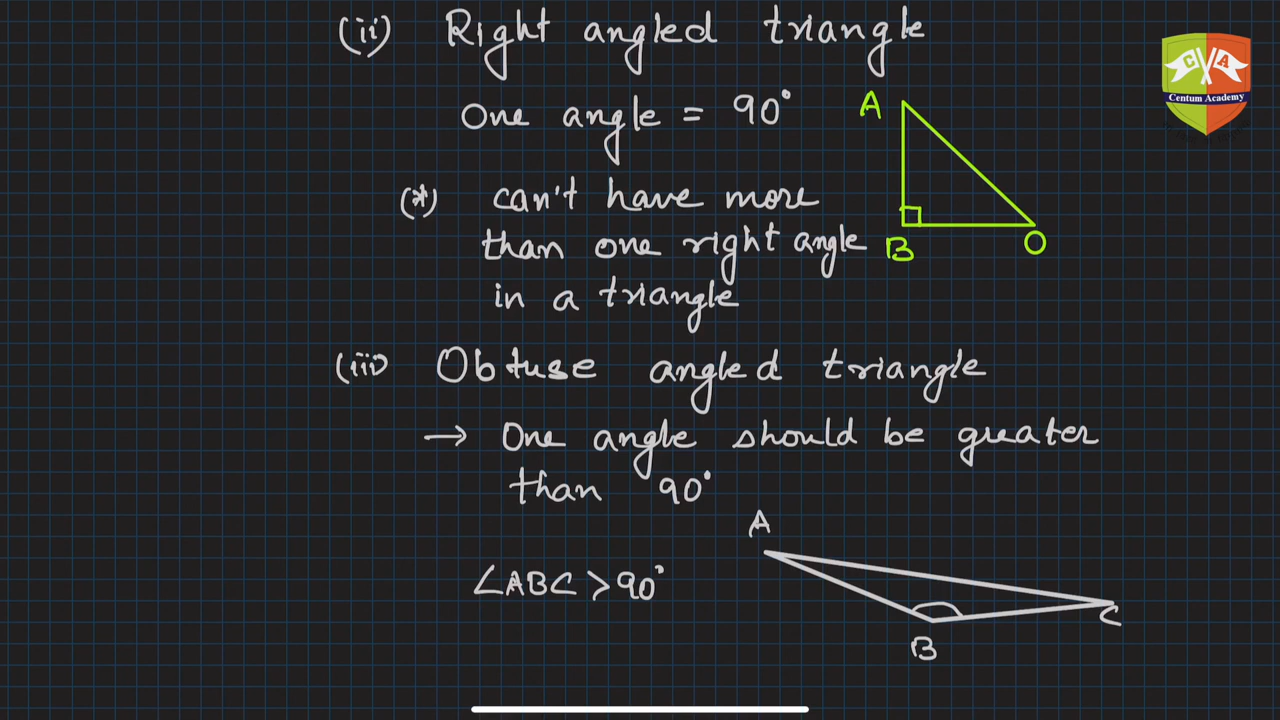 (ii) Right angled triangle
One angle = 90°
(*) can't have more
than one right angle
in a triangle
A
B
O
C A
Centum Academy
(iii) Obtuse angled triangle
→ One angle should be greater
than 90°
∠ABC > 90°
A
B
C